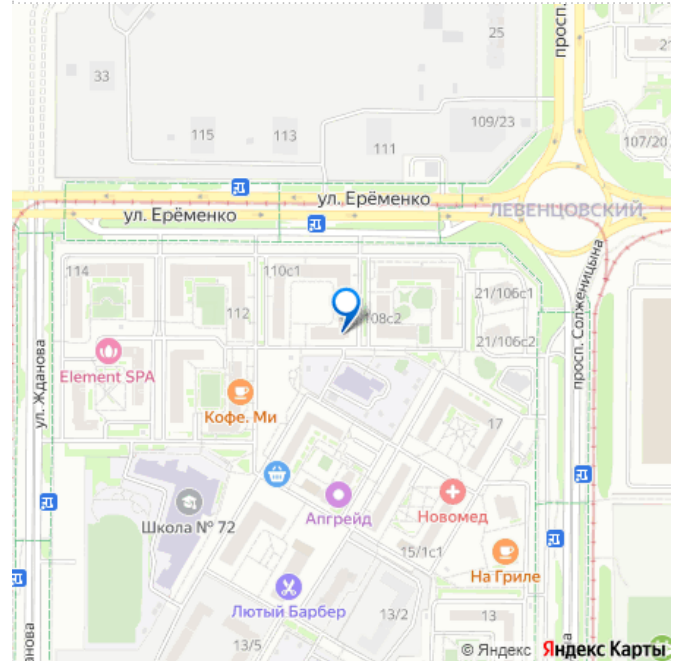 25
просп.
33
115
113
111
109/23
107/20
ул. Ерёменко
ул. Ерёменко
ЛЕВЕНЦОВСКИЙ
114
110с1
112
108с2
21/106с1
21/106с2
просп. Солженицына
ул. Жданова
Element SPA
Кофе. Ми
17
Школа № 72
Апгрейд
Новомед
15/1с1
На Гриле
Лютый Барбер
13/2
13
13/5
© Яндекс Яндекс Карты